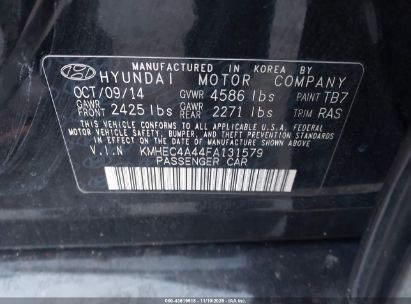 MANUFACTURED IN KOREA BY
HYUNDAI MOTOR COMPANY
OCT/09/14 GVWR 4586 lbs PAINT TB7
GAWR FRONT 2425 lbs GAWR REAR 2271 lbs TRIM RAS
THIS VEHICLE CONFORMS TO ALL APPLICABLE U.S.A FEDERAL
MOTOR VEHICLE SAFETY, BUMPER, AND THEFT PREVENTION STANDARDS
IN EFFECT ON THE DATE OF MANUFACTURE SHOWN ABOVE.
V.I.N KMHEC4A44FA131579
PASSENGER CAR